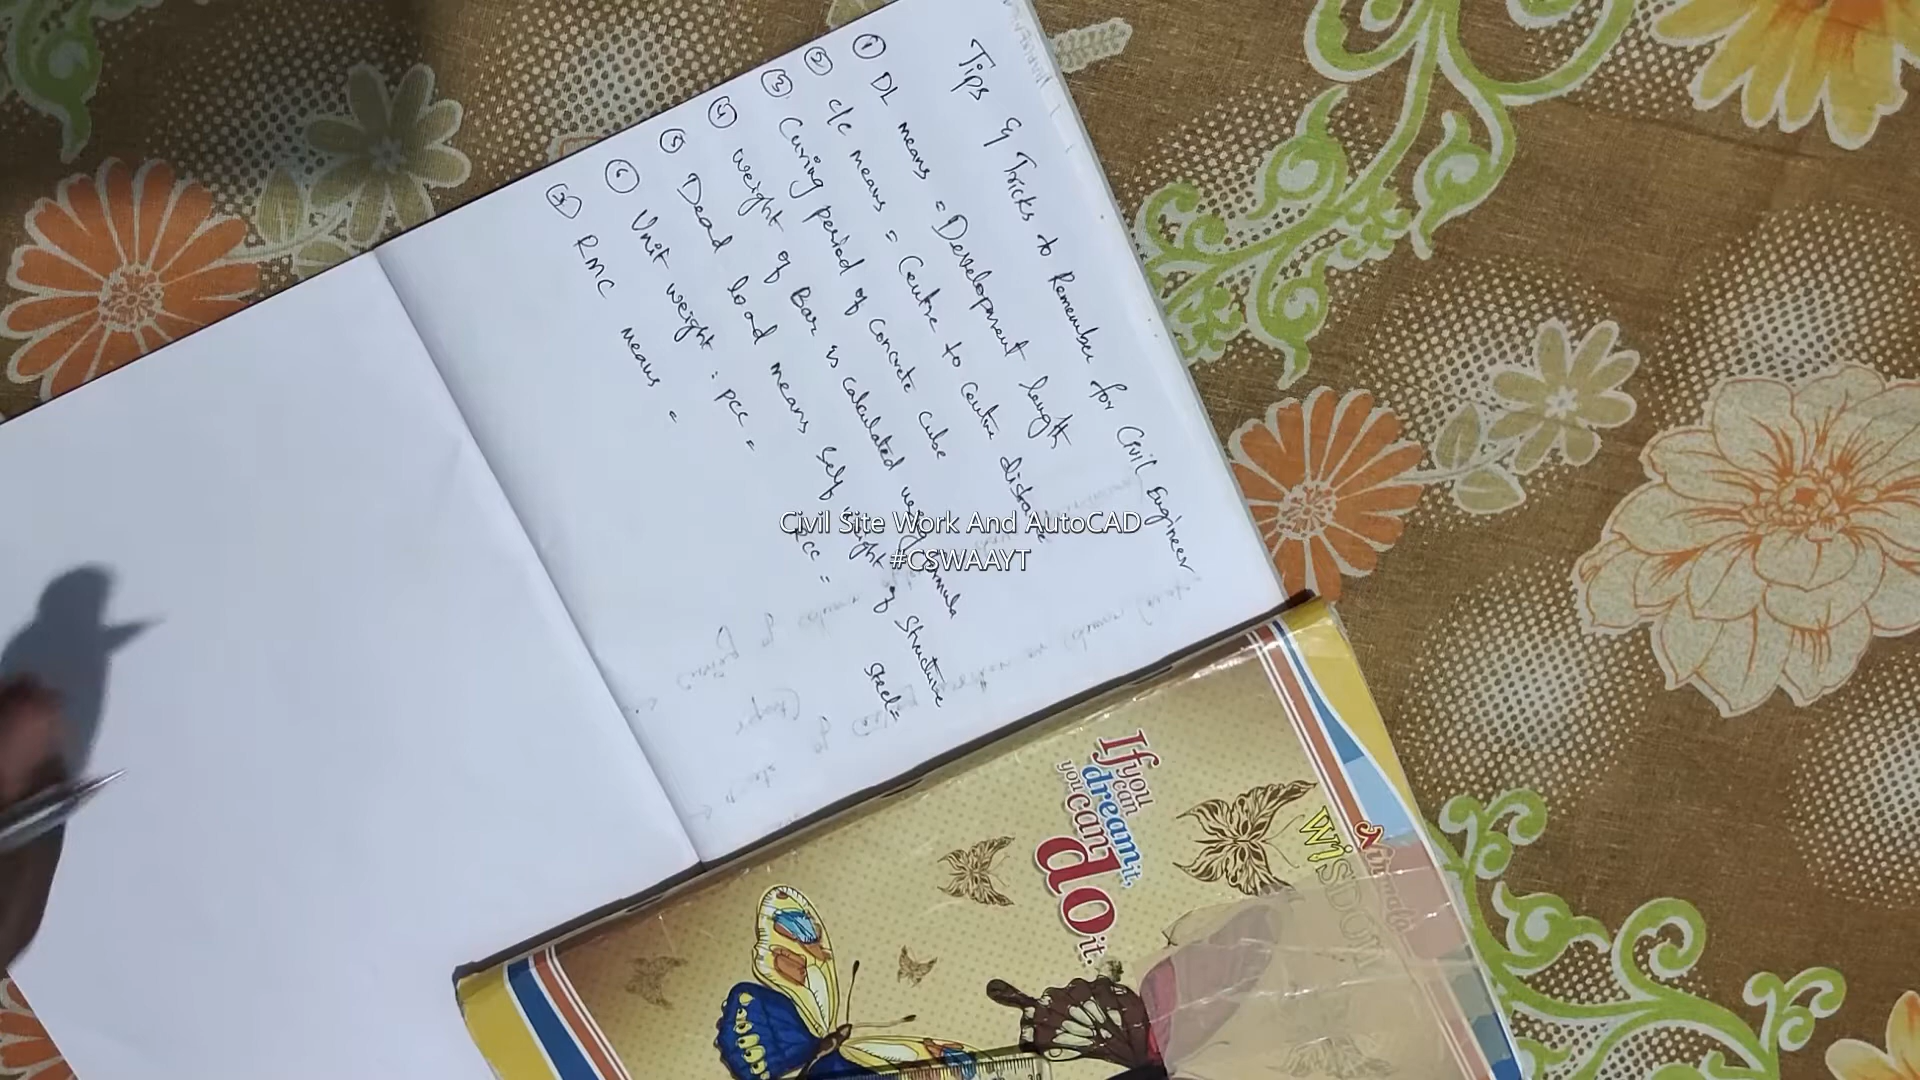 Tips & Tricks to Remember for Civil Engineer
① DL means = Development length
② c/c means = Centre to centre distance
③ Curing period of concrete cube
④ weight of Bar is calculated using formula
⑤ Dead load means self weight of structure
⑥ Unit weight : PCC = RCC = Steel =
RMC means =
Civil Site Work And AutoCAD
#CSWAAYT
If you
can
dream it,
you can
do it.
Nirmal's
WISDOM